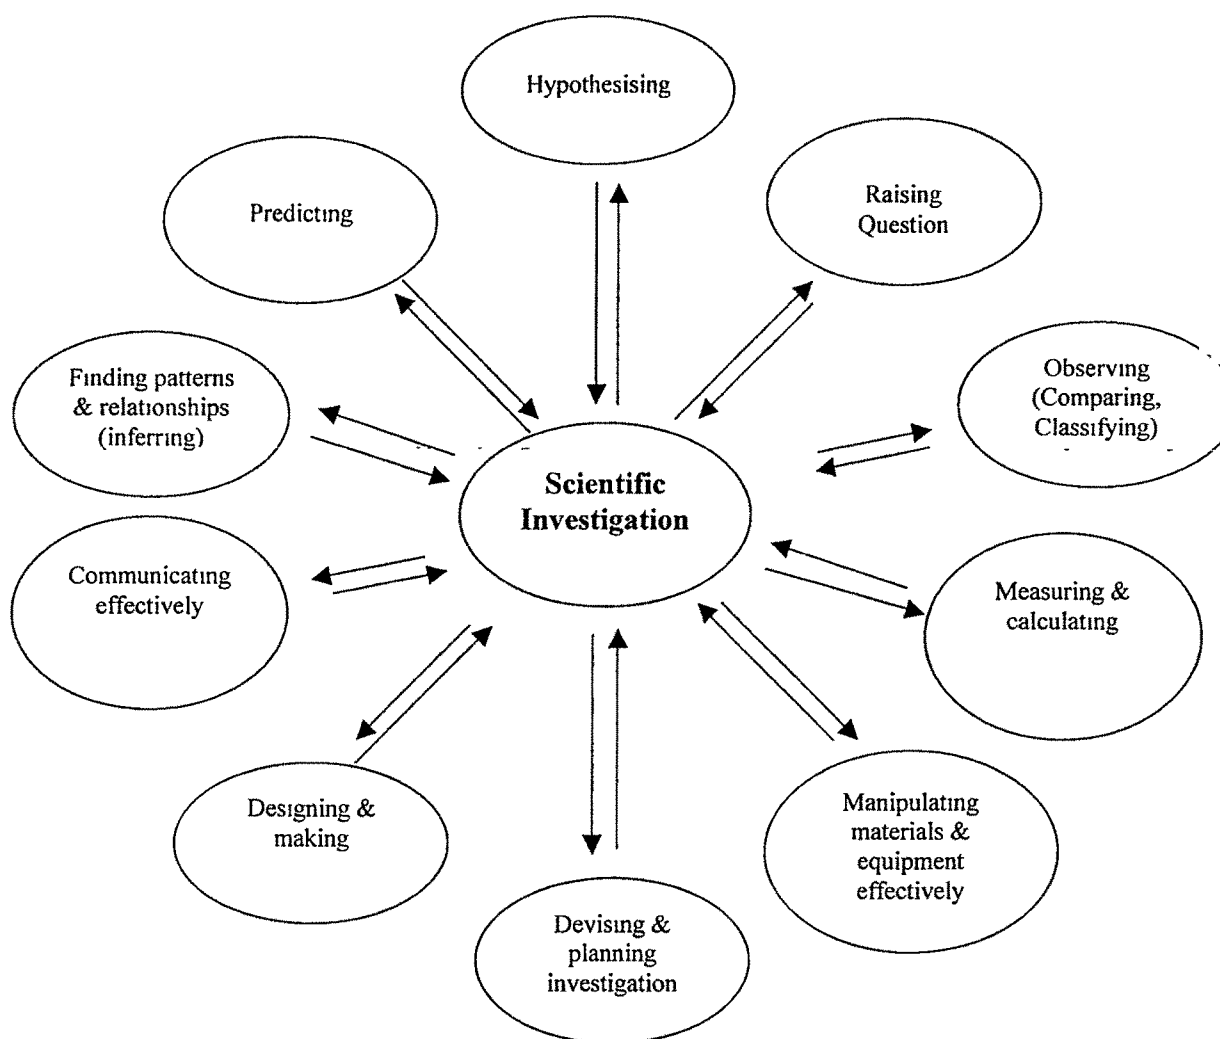 Hypothesising
Raising
Question
Predicting
Observing
(Comparing,
Classifying)
Finding patterns
& relationships
(inferring)
Scientific
Investigation
Measuring &
calculating
Communicating
effectively
Manipulating
materials &
equipment
effectively
Designing &
making
Devising &
planning
investigation